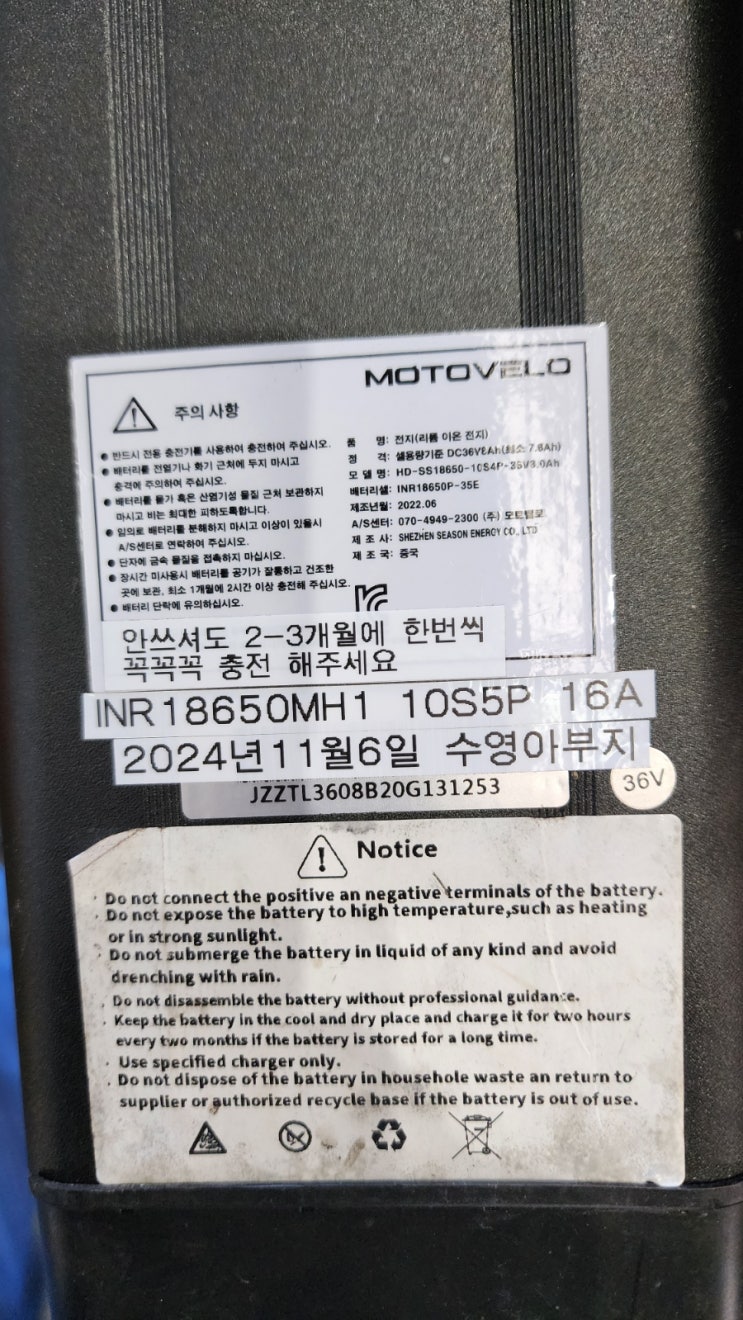 MOTOVELO
주의 사항
● 반드시 전용 충전기를 사용하여 충전하여 주십시오.
● 배터리를 전열기나 화기 근처에 두지 마시고
충격에 주의하여 주십시오.
● 배터리를 물가 혹은 산염기성 물질 근처 보관하지
마시고 비는 최대한 피하도록합니다.
● 임의로 배터리를 분해하지 마시고 이상이 있을시
A/S센터로 연락하여 주십시오.
● 단자에 금속 물질을 접촉하지 마십시오.
● 장시간 미사용시 배터리를 공기가 잘통하고 건조한
곳에 보관, 최소 1개월에 2시간 이상 충전해 주십시오.
● 배터리 단락에 유의하십시오.
품 명: 전지(리튬 이온 전지)
정 격: 셀용량기준 DC36V8Ah(최소 7.8Ah)
모 델 명: HD-SS18650-10S4P-36V8.0Ah
배터리셀: INR18650P-35E
제조년월: 2022.06
A/S센터: 070-4949-2300 (주) 모토벨로
제 조 사: SHEZHEN SEASON ENERGY CO., LTD
제 조 국: 중국
안쓰셔도 2-3개월에 한번씩
꼭꼭꼭 충전 해주세요
INR18650MH1 10S5P 16A
2024년11월6일 수영아부지
JZZTL3608B20G131253
36V
Notice
· Do not connect the positive an negative terminals of the battery.
· Do not expose the battery to high temperature,such as heating
or in strong sunlight.
· Do not submerge the battery in liquid of any kind and avoid
drenching with rain.
· Do not disassemble the battery without professional guidance.
· Keep the battery in the cool and dry place and charge it for two hours
every two months if the battery is stored for a long time.
· Use specified charger only.
· Do not dispose of the battery in household waste an return to
supplier or authorized recycle base if the battery is out of use.